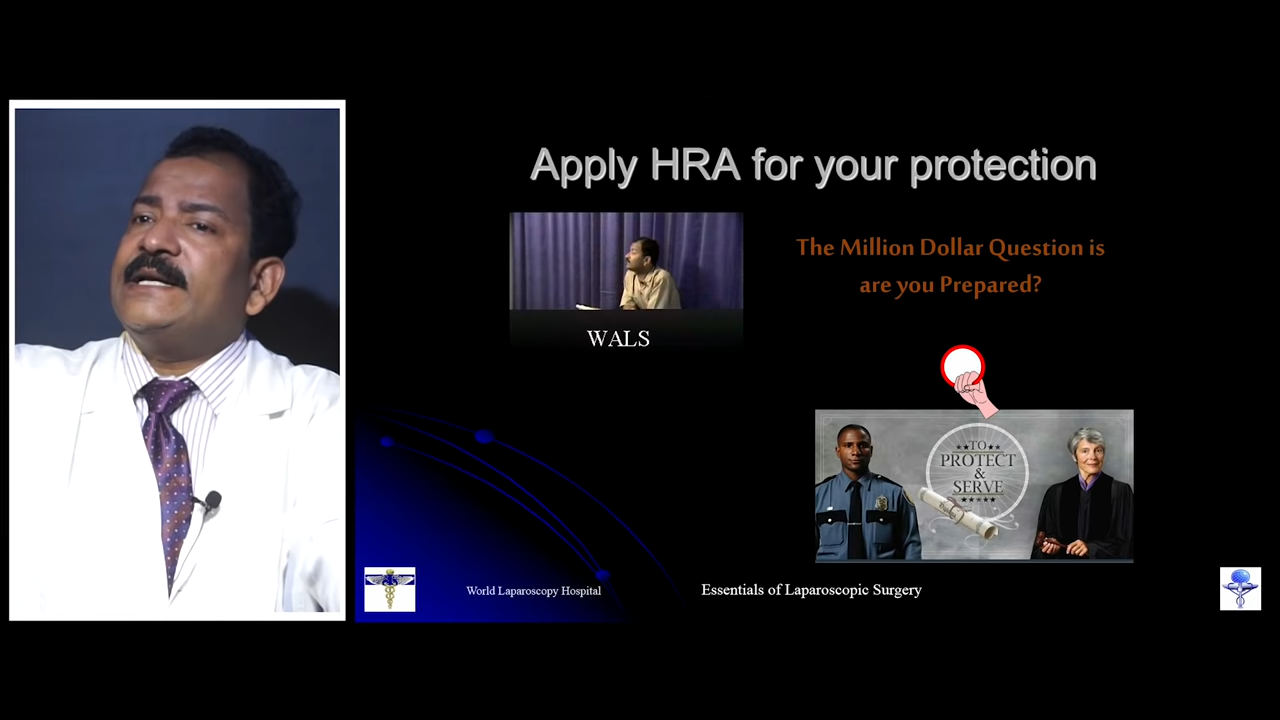 Apply HRA for your protection
The Million Dollar Question is
are you Prepared?
WALS
TO
PROTECT
&
SERVE
World Laparoscopy Hospital
Essentials of Laparoscopic Surgery